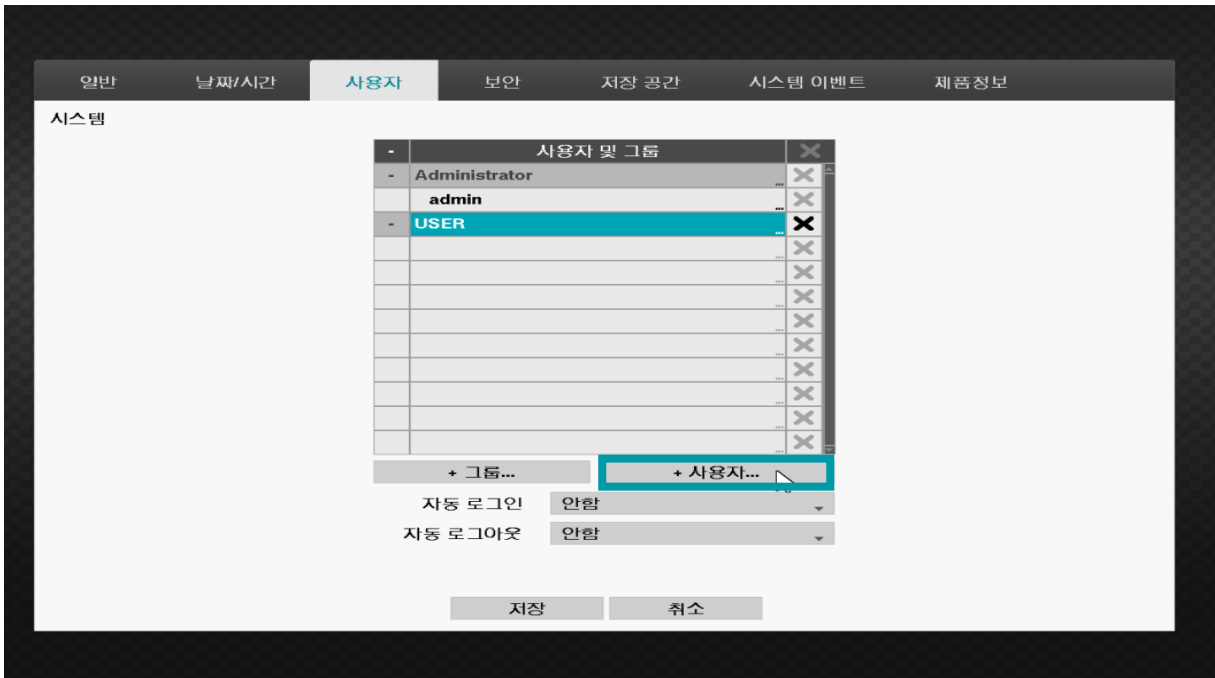 일반 날짜/시간 사용자 보안 저장 공간 시스템 이벤트 제품정보
시스템
- 사용자 및 그룹
- Administrator ...
admin ...
- USER ...
...
...
...
...
...
...
...
...
...
+ 그룹... + 사용자...
자동 로그인 안함
자동 로그아웃 안함
저장 취소